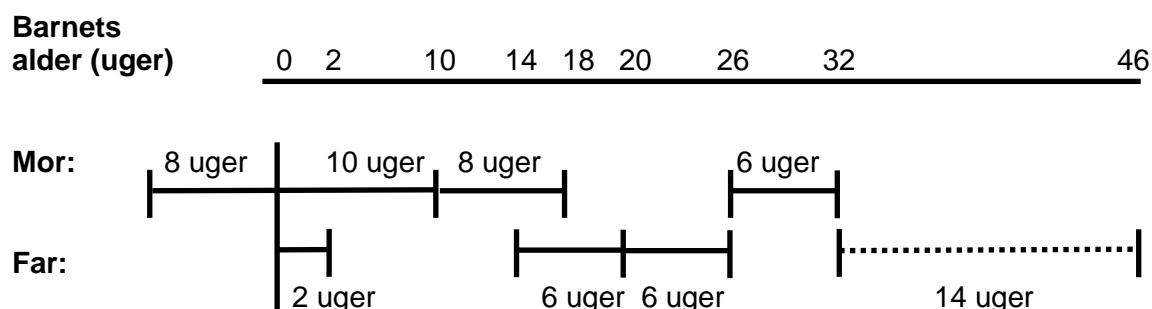 Barnets
alder (uger) 0 2 10 14 18 20 26 32 46
Mor: 8 uger 10 uger 8 uger 6 uger
Far:
2 uger 6 uger 6 uger 14 uger